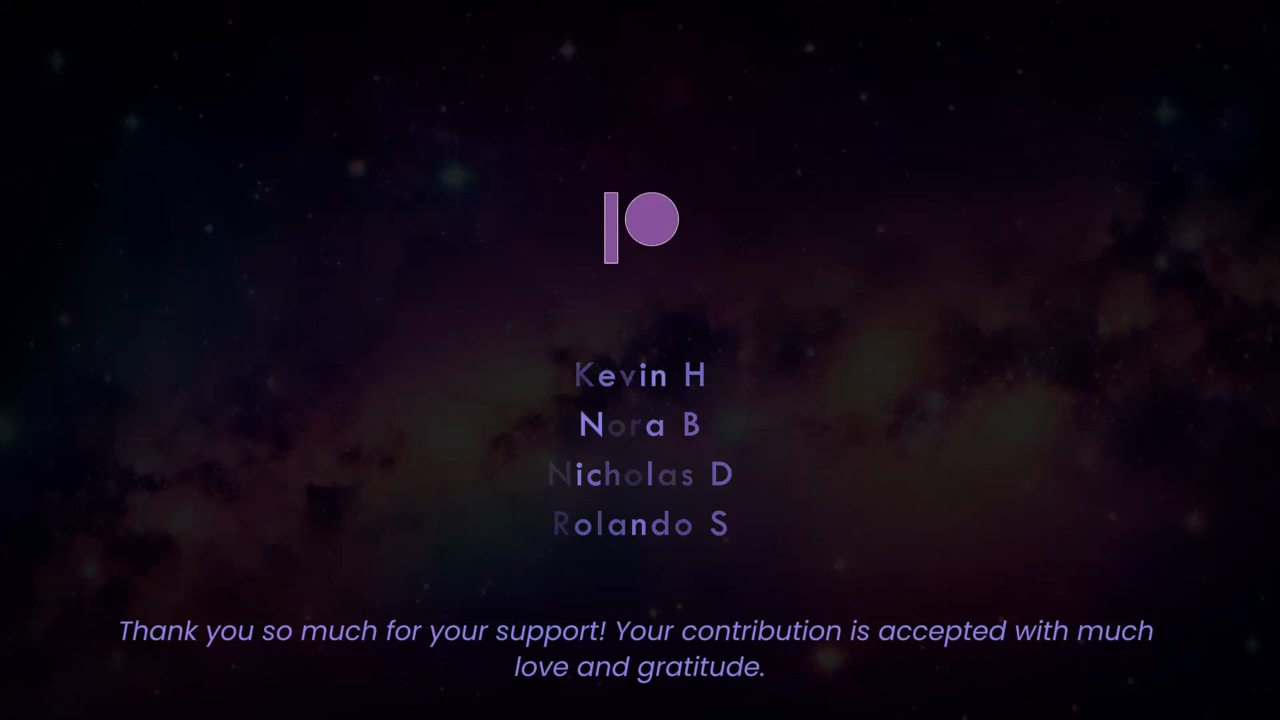 Kevin H
Nora B
Nicholas D
Rolando S
Thank you so much for your support! Your contribution is accepted with much
love and gratitude.